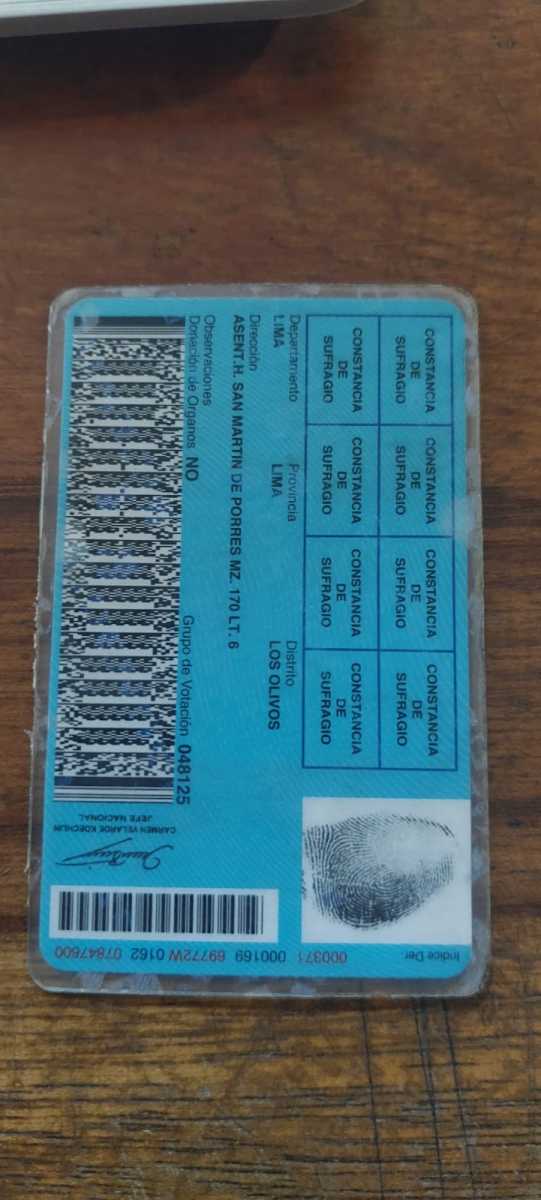 CONSTANCIA DE SUFRAGIO
CONSTANCIA DE SUFRAGIO
CONSTANCIA DE SUFRAGIO
CONSTANCIA DE SUFRAGIO
CONSTANCIA DE SUFRAGIO
CONSTANCIA DE SUFRAGIO
CONSTANCIA DE SUFRAGIO
CONSTANCIA DE SUFRAGIO
Indice Der.
Departamento Provincia Distrito
LIMA LIMA LOS OLIVOS
Dirección
ASENT.H. SAN MARTIN DE PORRES MZ. 170 LT. 6
Observaciones
Donación de Organos NO Grupo de Votación 048125
CARMEN VELARDE KOECHLIN
JEFE NACIONAL
000371 000169 69772W 0162 07847600